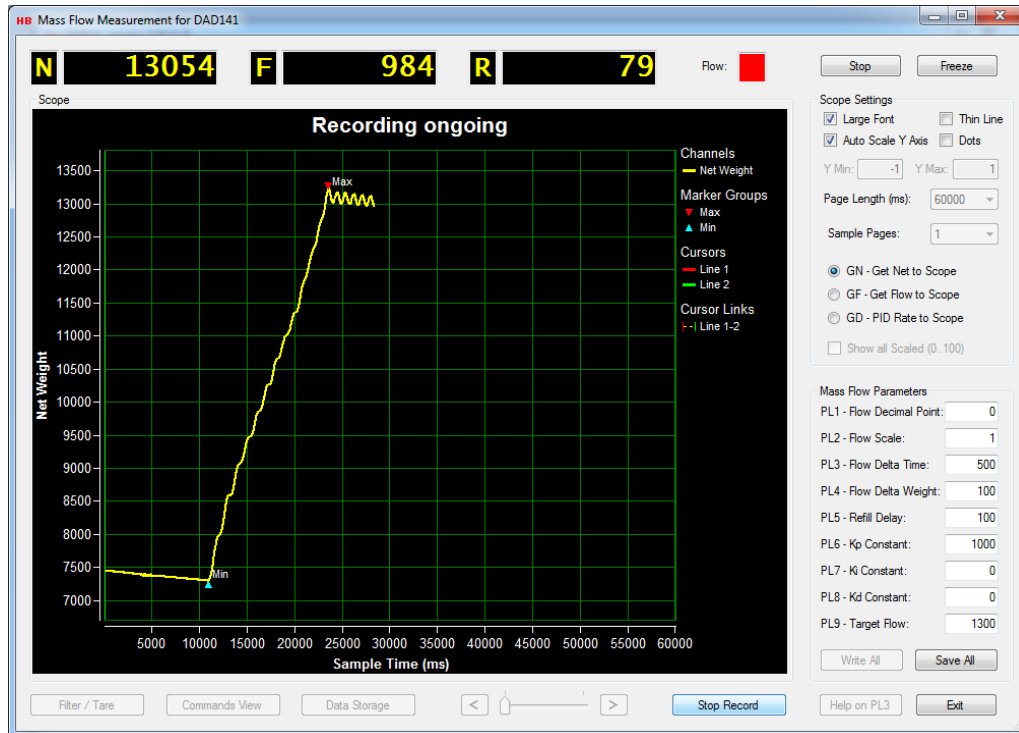 HB Mass Flow Measurement for DAD141
N 13054 F 984 R 79 Flow: Stop Freeze
Scope
Recording ongoing
Channels
Net Weight
Marker Groups
Max
Min
Cursors
Line 1
Line 2
Cursor Links
Line 1-2
Max
Min
Net Weight
13500
13000
12500
12000
11500
11000
10500
10000
9500
9000
8500
8000
7500
7000
5000 10000 15000 20000 25000 30000 35000 40000 45000 50000 55000 60000
Sample Time (ms)
Scope Settings
Large Font Thin Line
Auto Scale Y Axis Dots
Y Min: -1 Y Max: 1
Page Length (ms): 60000
Sample Pages: 1
GN - Get Net to Scope
GF - Get Flow to Scope
GD - PID Rate to Scope
Show all Scaled (0..100)
Mass Flow Parameters
PL1 - Flow Decimal Point: 0
PL2 - Flow Scale: 1
PL3 - Flow Delta Time: 500
PL4 - Flow Delta Weight: 100
PL5 - Refill Delay: 100
PL6 - Kp Constant: 1000
PL7 - Ki Constant: 0
PL8 - Kd Constant: 0
PL9 - Target Flow: 1300
Write All Save All
Filter / Tare Commands View Data Storage < > Stop Record Help on PL3 Exit